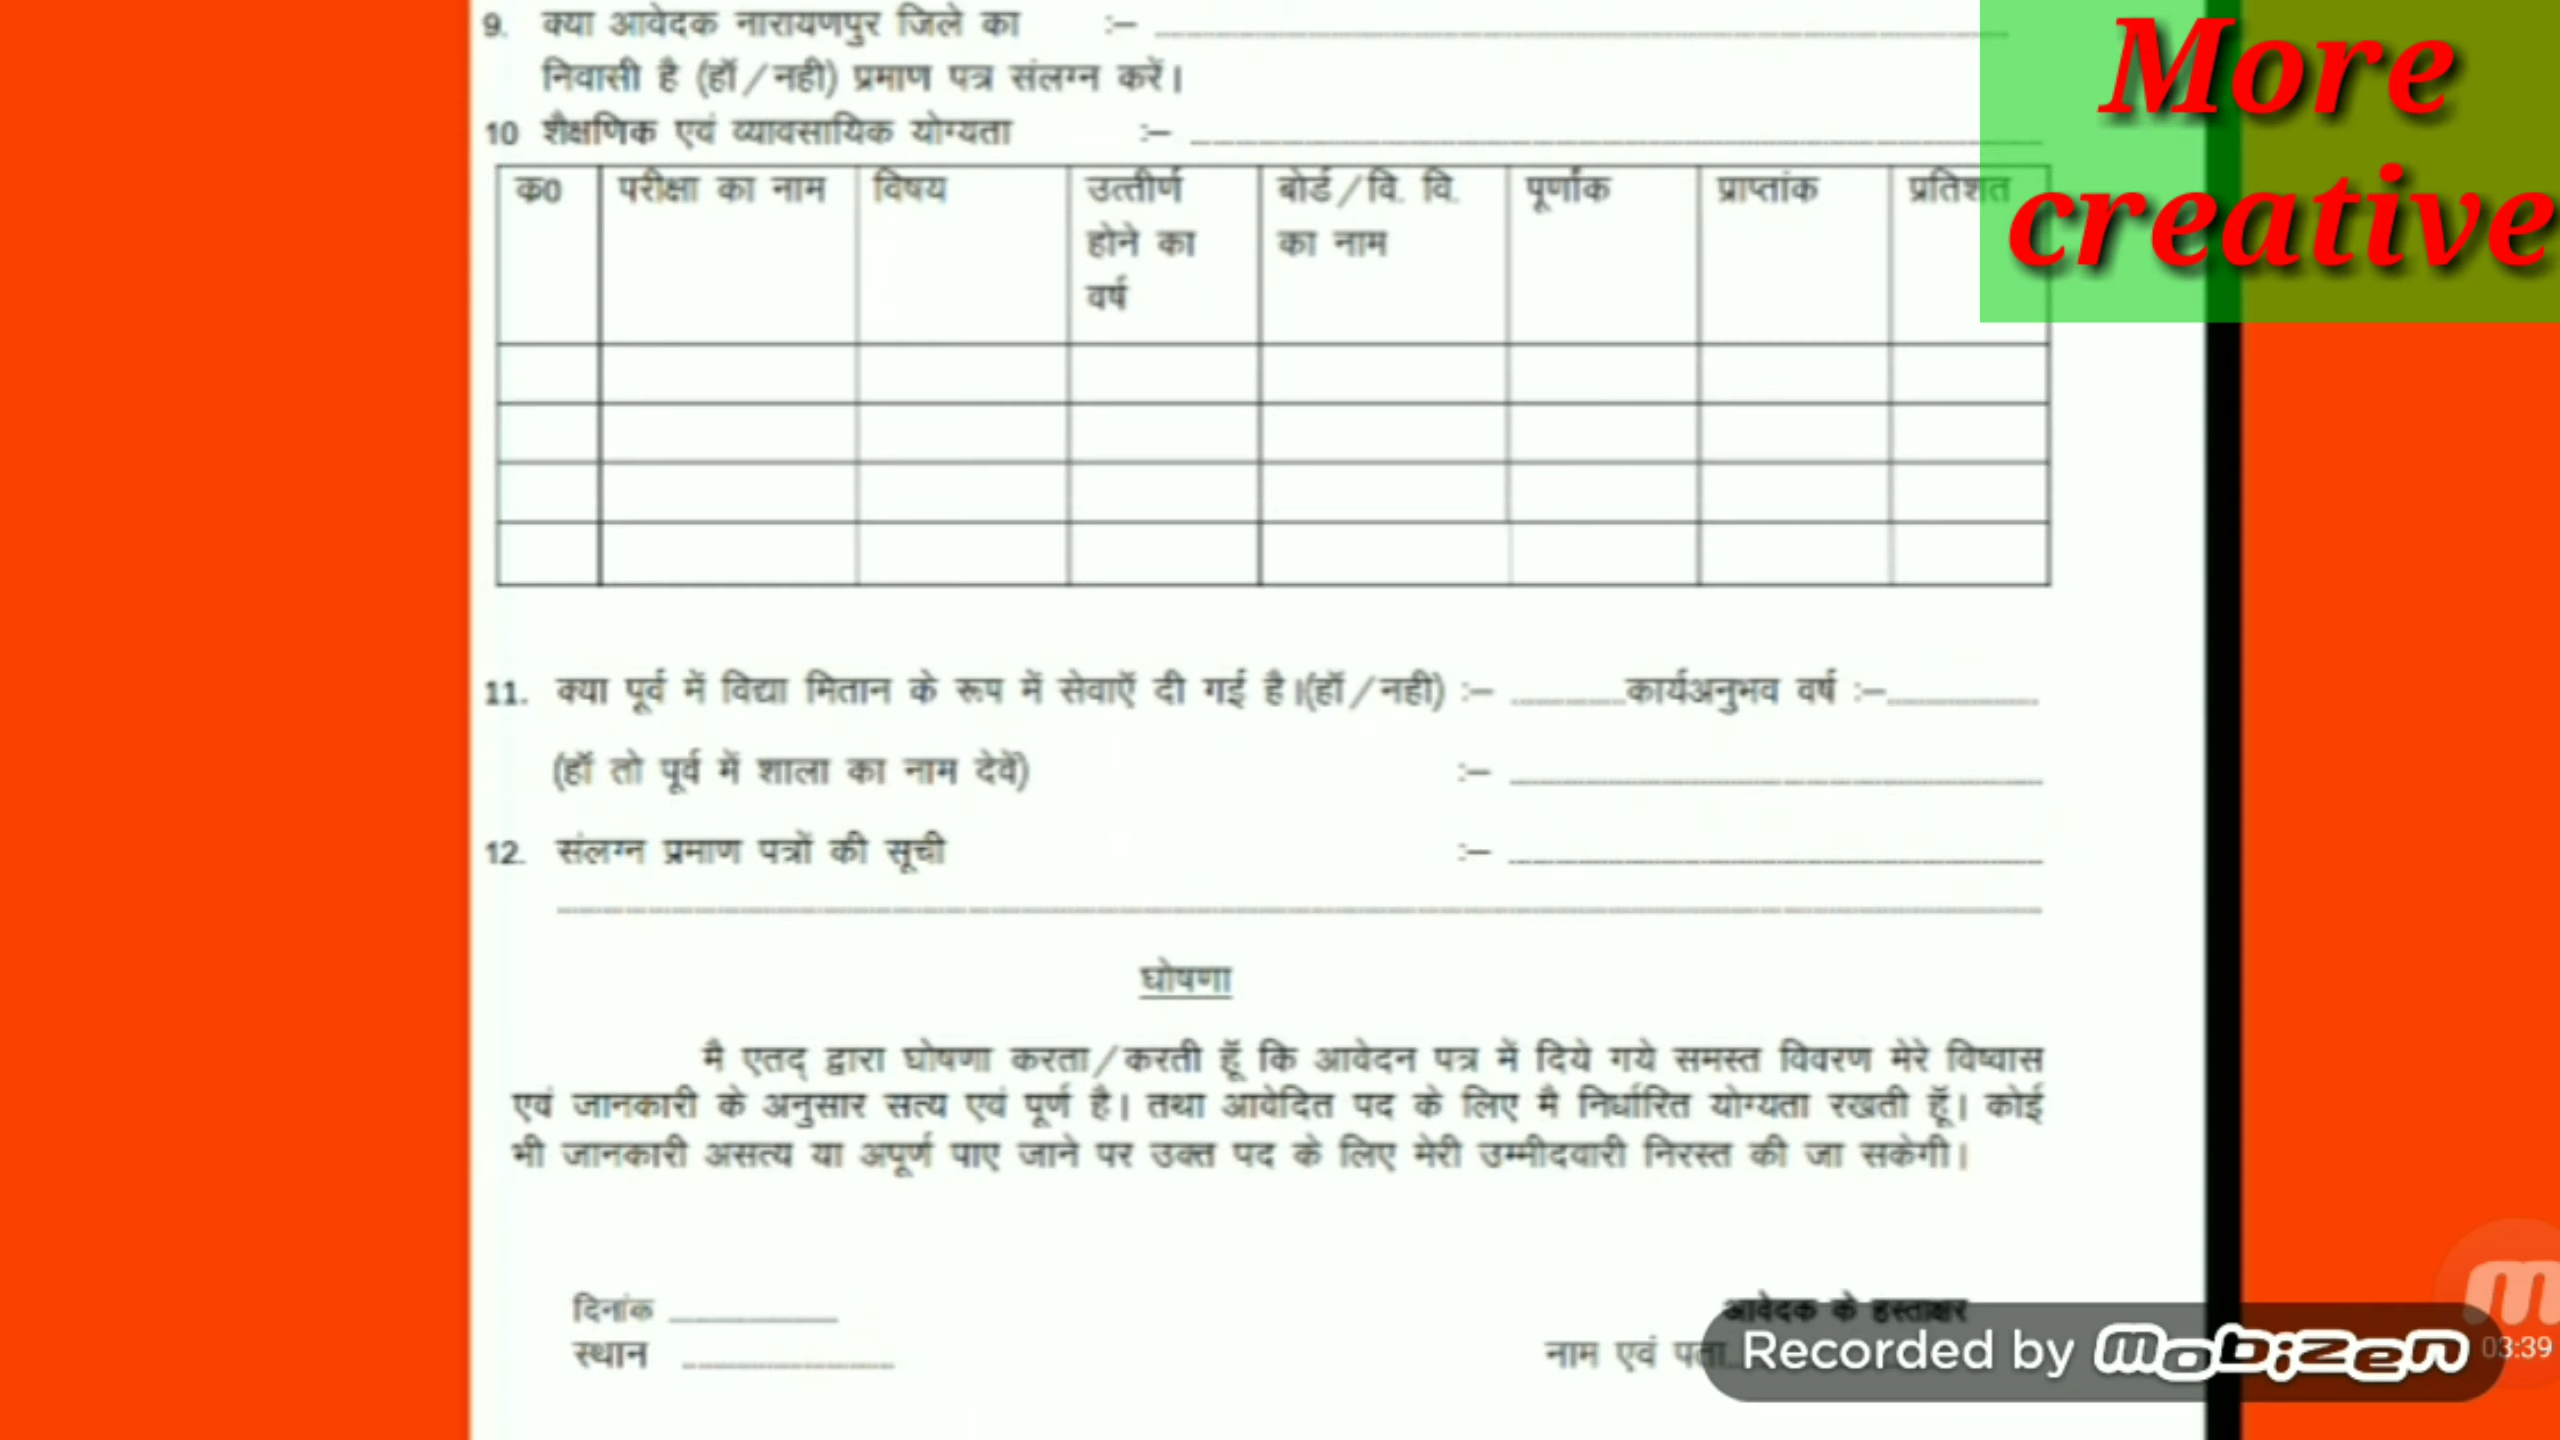 9. क्या आवेदक नारायणपुर जिले का :– 
निवासी है (हॉ/नही) प्रमाण पत्र संलग्न करें।
10 शैक्षणिक एवं व्यावसायिक योग्यता :– 
क्र0 परीक्षा का नाम विषय उत्तीर्ण होने का वर्ष बोर्ड/वि. वि. का नाम पूर्णांक प्राप्तांक प्रतिशत
11. क्या पूर्व में विद्या मितान के रूप में सेवाऍ दी गई है।(हॉ/नही) :– ............कार्यअनुभव वर्ष :–................
(हॉ तो पूर्व में शाला का नाम देवें) :– 
12. संलग्न प्रमाण पत्रों की सूची :– 
घोषणा
मै एतद् द्वारा घोषणा करता/करती हूॅ कि आवेदन पत्र में दिये गये समस्त विवरण मेरे विष्वास
एवं जानकारी के अनुसार सत्य एवं पूर्ण है। तथा आवेदित पद के लिए मै निर्धारित योग्यता रखती हूॅ। कोई
भी जानकारी असत्य या अपूर्ण पाए जाने पर उक्त पद के लिए मेरी उम्मीदवारी निरस्त की जा सकेगी।
दिनांक
स्थान
आवेदक के हस्ताक्षर
नाम एवं पता
More
creative
Recorded by mobizen
03:39